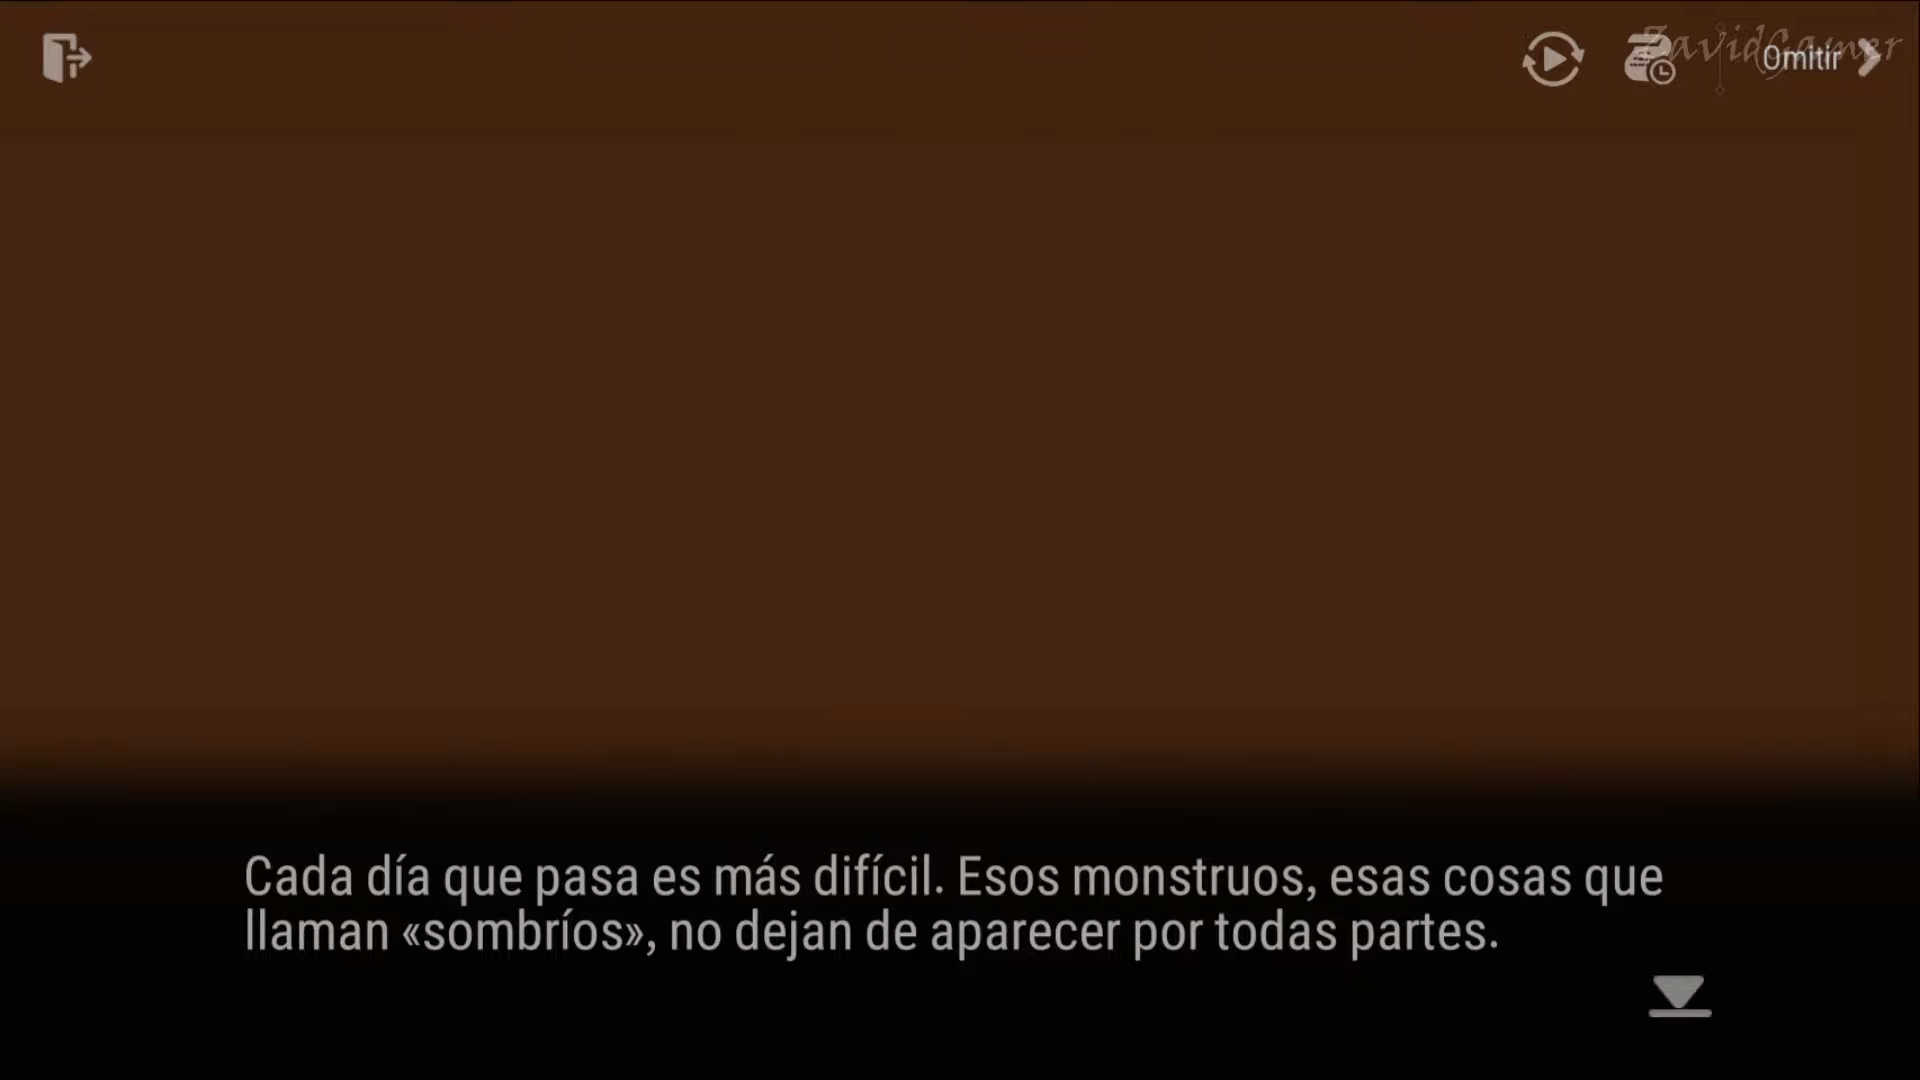 ZavidGamer
Omitir
Cada día que pasa es más difícil. Esos monstruos, esas cosas que
llaman «sombríos», no dejan de aparecer por todas partes.